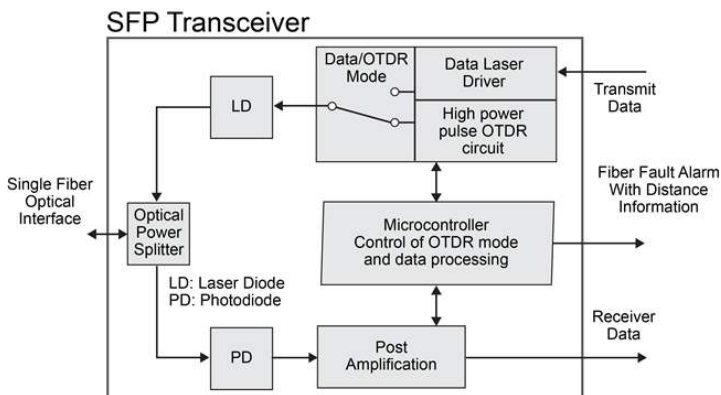 SFP Transceiver
Data/OTDR
Mode
Data Laser
Driver
High power
pulse OTDR
circuit
Transmit
Data
LD
Single Fiber
Optical
Interface
Optical
Power
Splitter
Microcontroller
Control of OTDR mode
and data processing
Fiber Fault Alarm
With Distance
Information
LD: Laser Diode
PD: Photodiode
PD
Post
Amplification
Receiver
Data